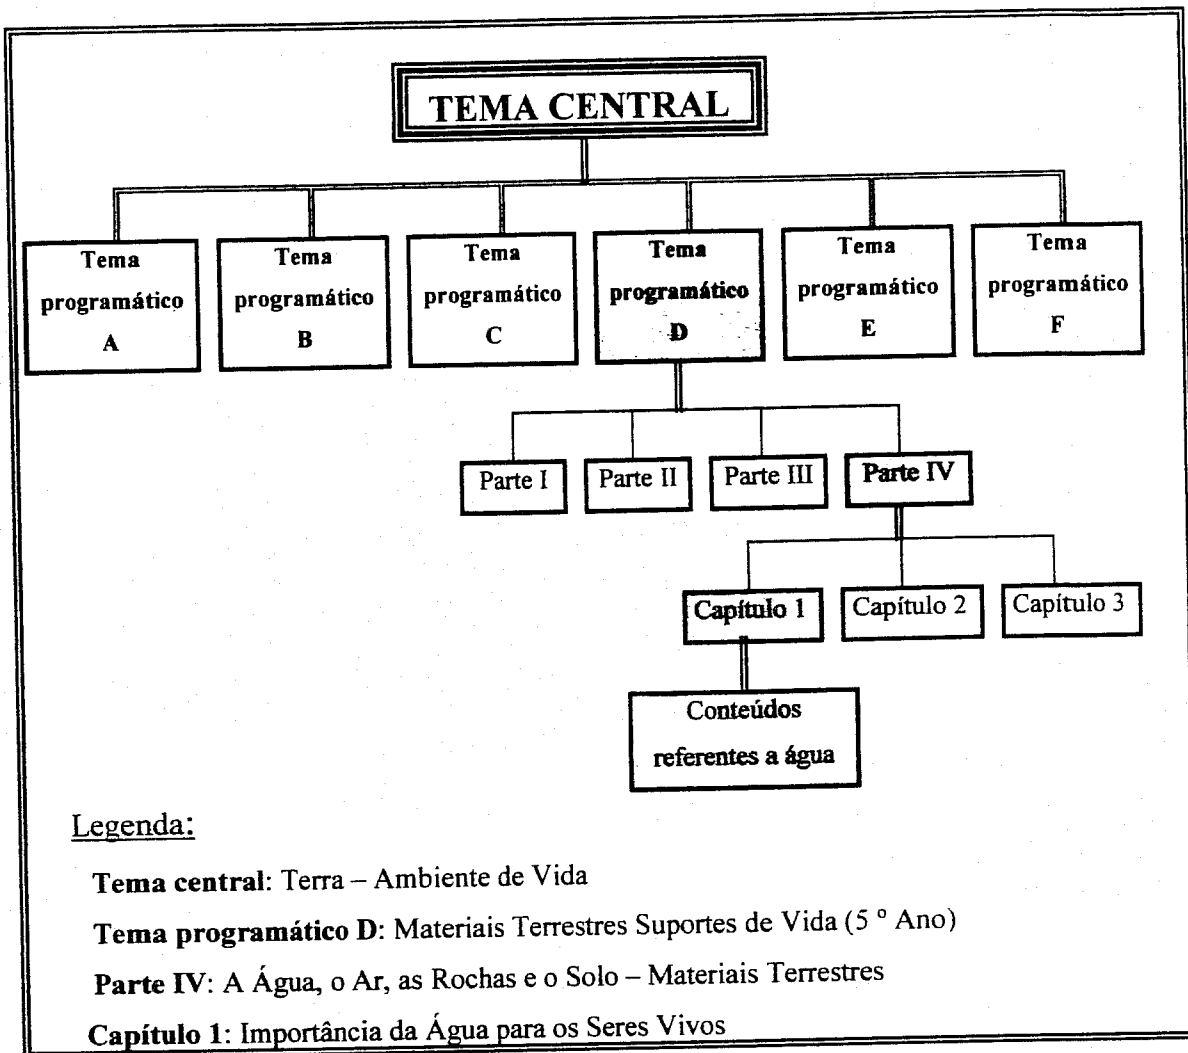 TEMA CENTRAL
Tema
programático
A
Tema
programático
B
Tema
programático
C
Tema
programático
D
Tema
programático
E
Tema
programático
F
Parte I
Parte II
Parte III
Parte IV
Capítulo 1
Capítulo 2
Capítulo 3
Conteúdos
referentes a água
Legenda:
Tema central: Terra – Ambiente de Vida
Tema programático D: Materiais Terrestres Suportes de Vida (5 º Ano)
Parte IV: A Água, o Ar, as Rochas e o Solo – Materiais Terrestres
Capítulo 1: Importância da Água para os Seres Vivos